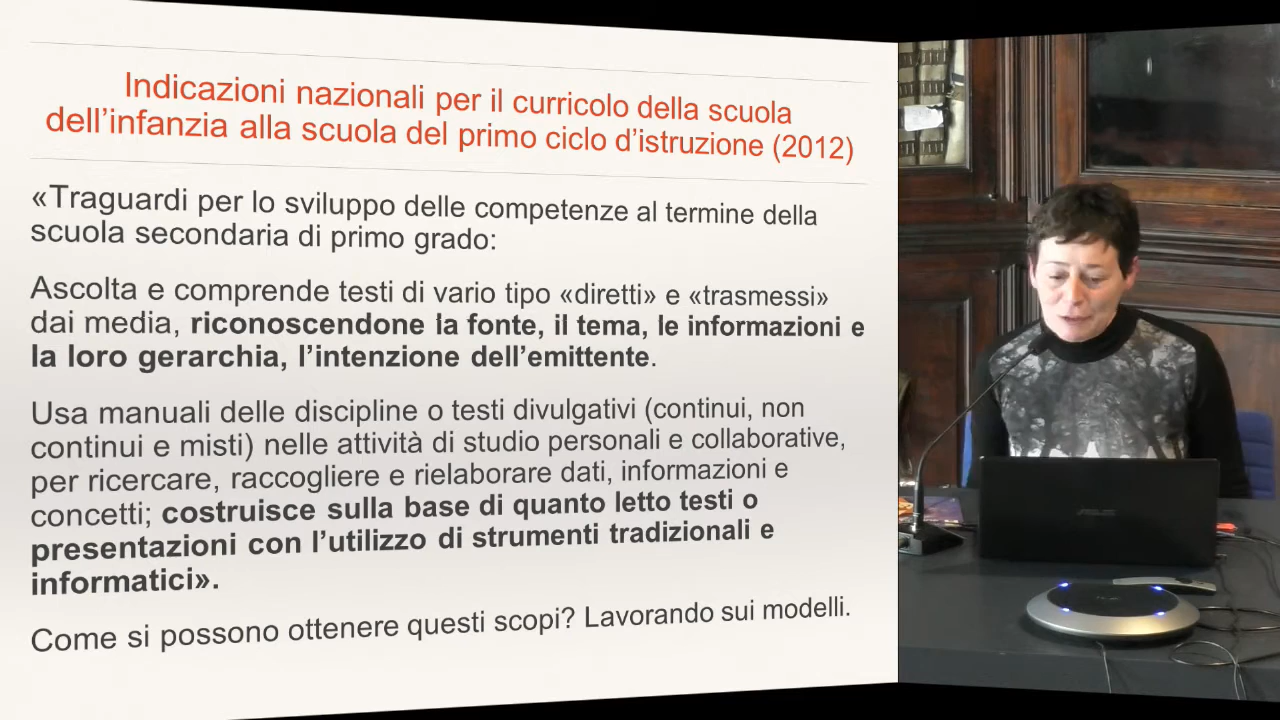 Indicazioni nazionali per il curricolo della scuola
dell’infanzia alla scuola del primo ciclo d’istruzione (2012)
«Traguardi per lo sviluppo delle competenze al termine della
scuola secondaria di primo grado:
Ascolta e comprende testi di vario tipo «diretti» e «trasmessi»
dai media, riconoscendone la fonte, il tema, le informazioni e
la loro gerarchia, l’intenzione dell’emittente.
Usa manuali delle discipline o testi divulgativi (continui, non
continui e misti) nelle attività di studio personali e collaborative,
per ricercare, raccogliere e rielaborare dati, informazioni e
concetti; costruisce sulla base di quanto letto testi o
presentazioni con l’utilizzo di strumenti tradizionali e
informatici».
Come si possono ottenere questi scopi? Lavorando sui modelli.
ASUS